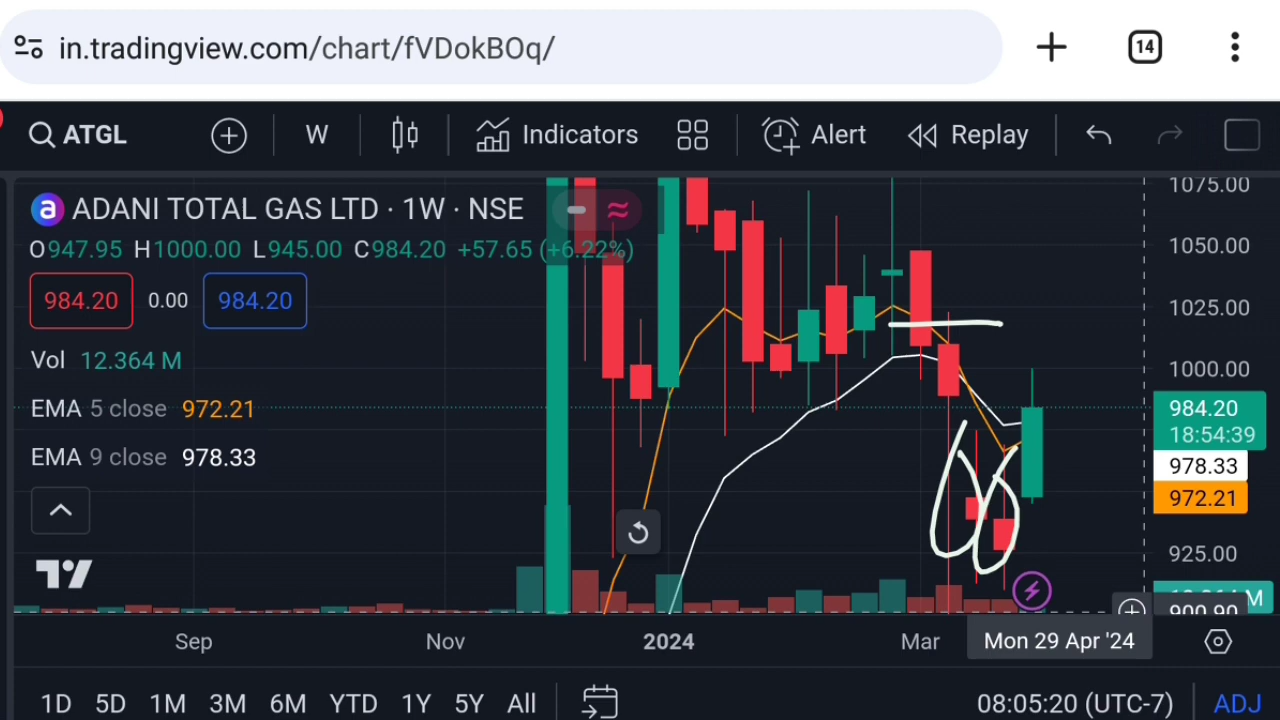 in.tradingview.com/chart/fVDokBOq/
14
ATGL
W
Indicators
Alert
Replay
a ADANI TOTAL GAS LTD · 1W · NSE
O947.95 H1000.00 L945.00 C984.20 +57.65 (+6.22%)
984.20 0.00 984.20
Vol 12.364 M
EMA 5 close 972.21
EMA 9 close 978.33
1075.00
1050.00
1025.00
1000.00
984.20
18:54:39
978.33
972.21
925.00
M
900.90
Sep Nov 2024 Mar Mon 29 Apr '24
1D 5D 1M 3M 6M YTD 1Y 5Y All 08:05:20 (UTC-7) ADJ